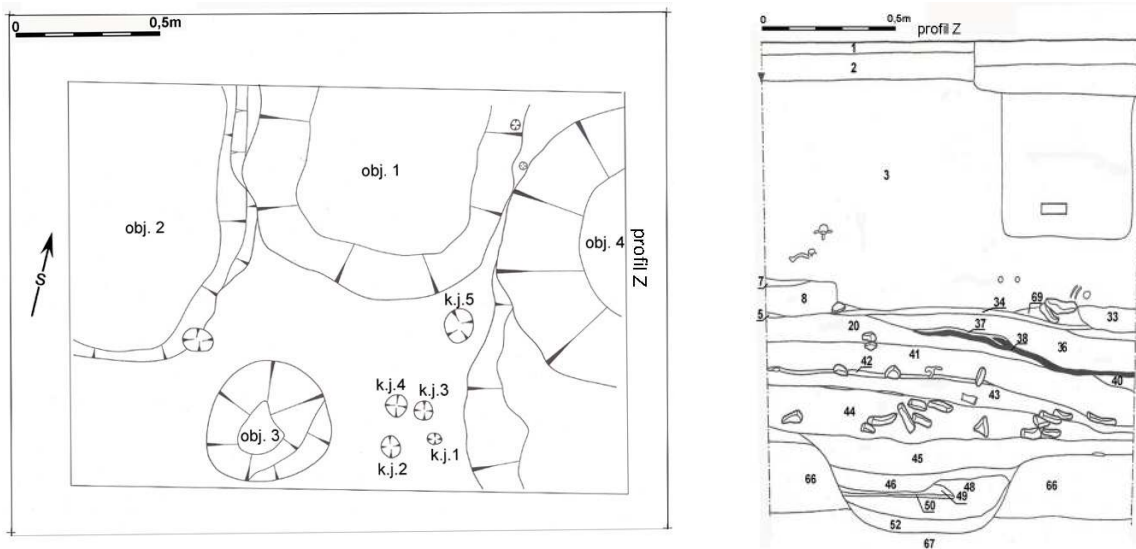 0 0,5m
obj. 1
obj. 2
obj. 4
profil Z
S
k.j.5
k.j.4 k.j.3
obj. 3
k.j.1
k.j.2
0 0,5m
profil Z
1
2
3
7
8
34 69
33
5
20
37
36
38
41
42
40
43
44
45
66 46 48 66
49
50
52
67